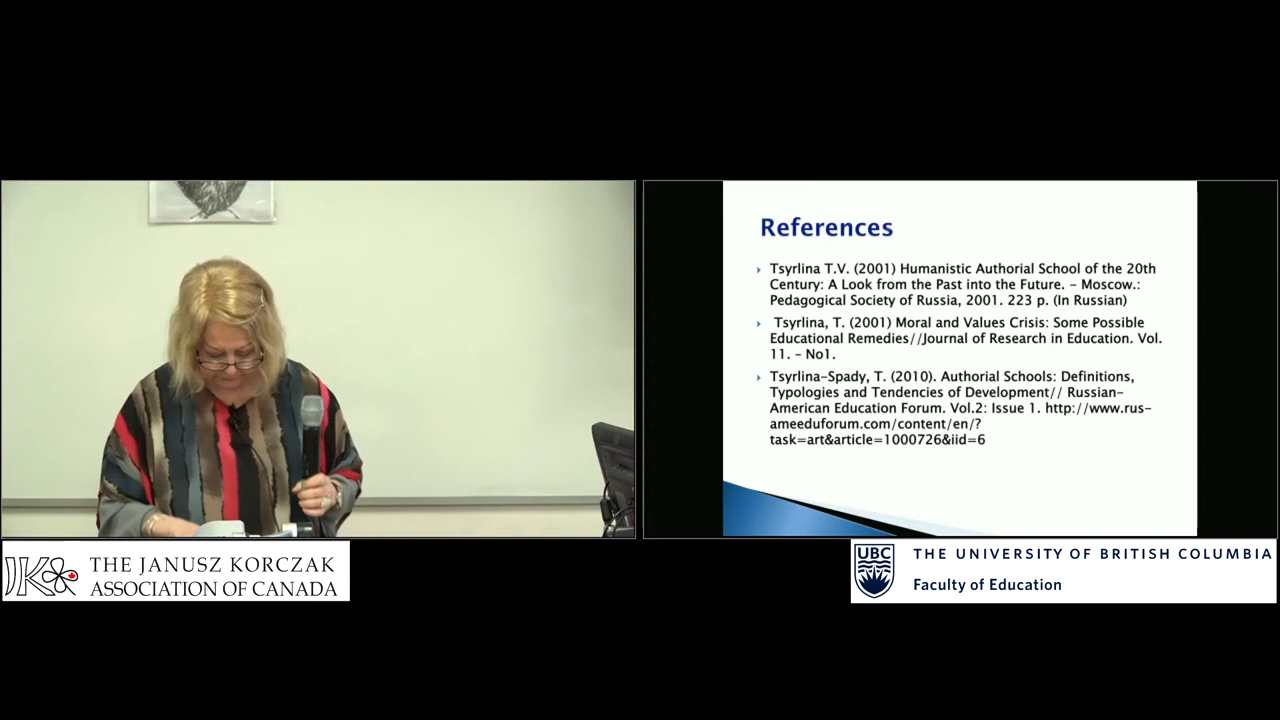 References
Tsyrlina T.V. (2001) Humanistic Authorial School of the 20th
Century: A Look from the Past into the Future. – Moscow.:
Pedagogical Society of Russia, 2001. 223 p. (In Russian)
Tsyrlina, T. (2001) Moral and Values Crisis: Some Possible
Educational Remedies//Journal of Research in Education. Vol.
11. – No1.
Tsyrlina-Spady, T. (2010). Authorial Schools: Definitions,
Typologies and Tendencies of Development// Russian-
American Education Forum. Vol.2: Issue 1. http://www.rus-
ameeduforum.com/content/en/?
task=art&article=1000726&iid=6
THE JANUSZ KORCZAK
ASSOCIATION OF CANADA
UBC
THE UNIVERSITY OF BRITISH COLUMBIA
Faculty of Education